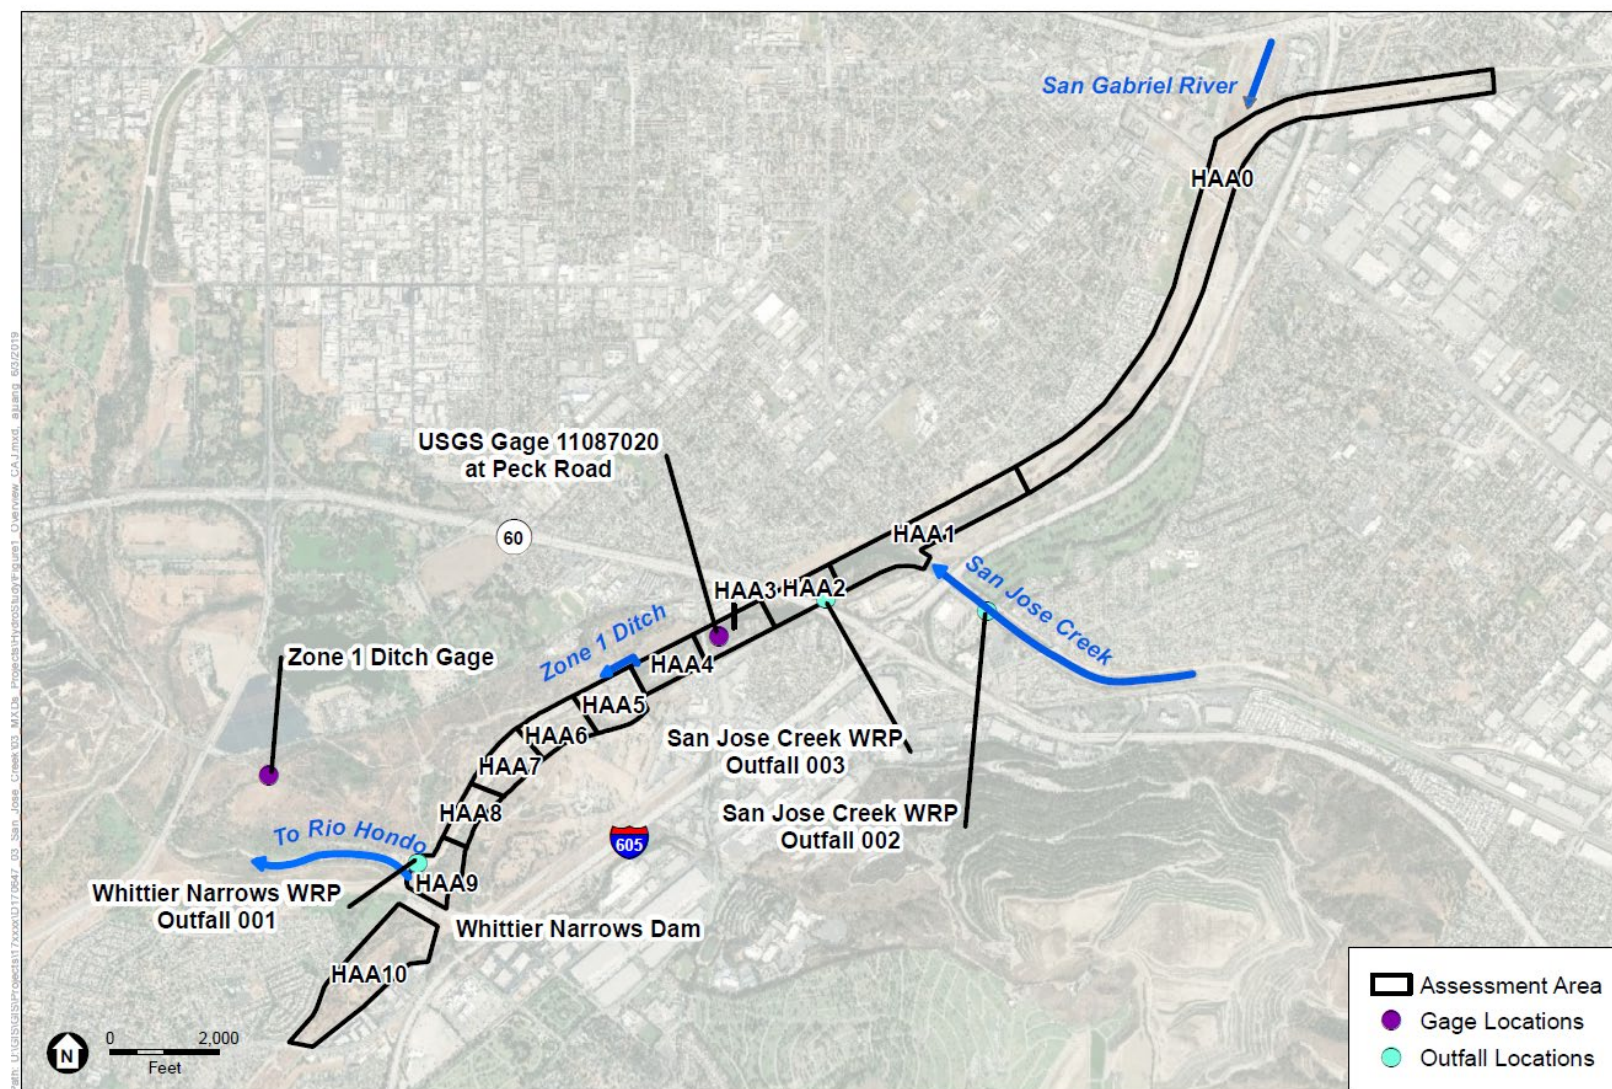 San Gabriel River
HAA0
USGS Gage 11087020
at Peck Road
60
HAA1
San Jose Creek
HAA3
HAA2
Zone 1 Ditch
HAA4
Zone 1 Ditch Gage
HAA5
HAA6
San Jose Creek WRP
Outfall 003
HAA7
San Jose Creek WRP
Outfall 002
HAA8
To Rio Hondo
605
HAA9
Whittier Narrows WRP
Outfall 001
Whittier Narrows Dam
HAA10
N
0 2,000
Feet
Assessment Area
Gage Locations
Outfall Locations